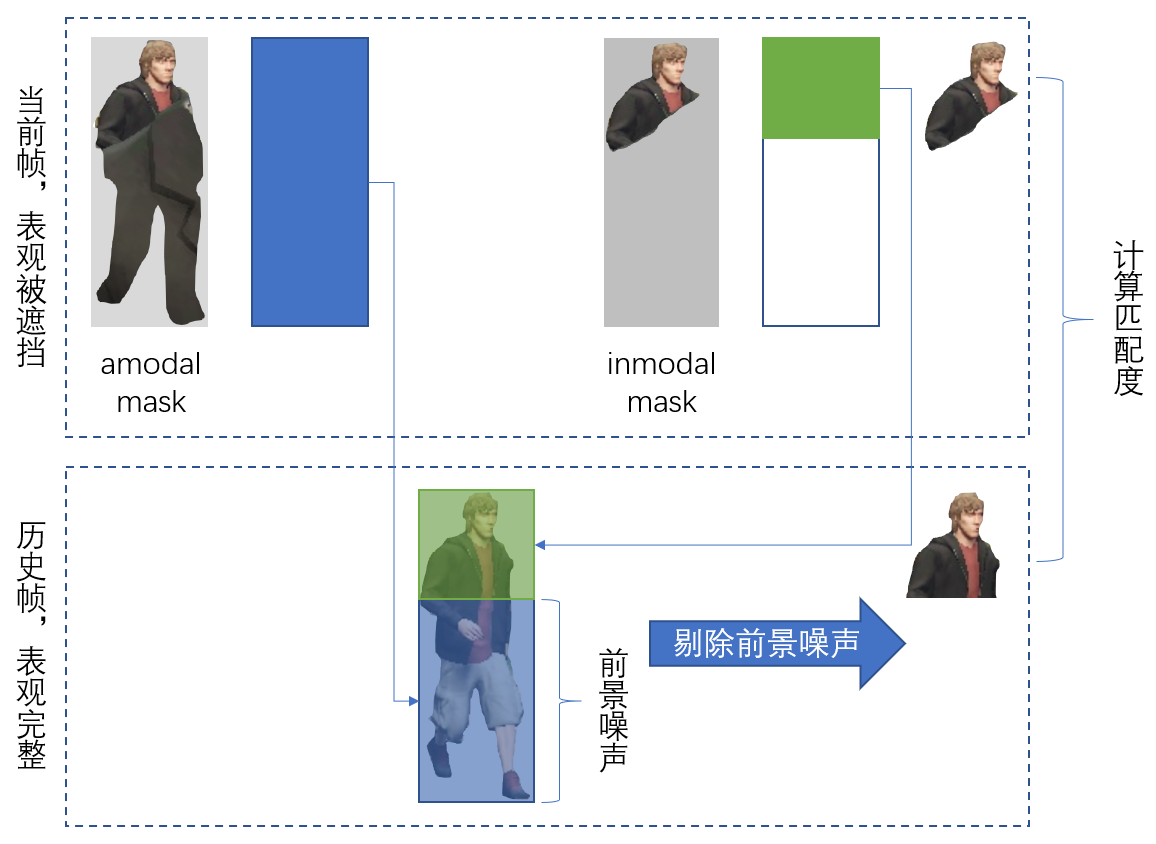 当前帧，表观被遮挡
amodal
mask
inmodal
mask
计算匹配度
历史帧，表观完整
前景噪声
剔除前景噪声